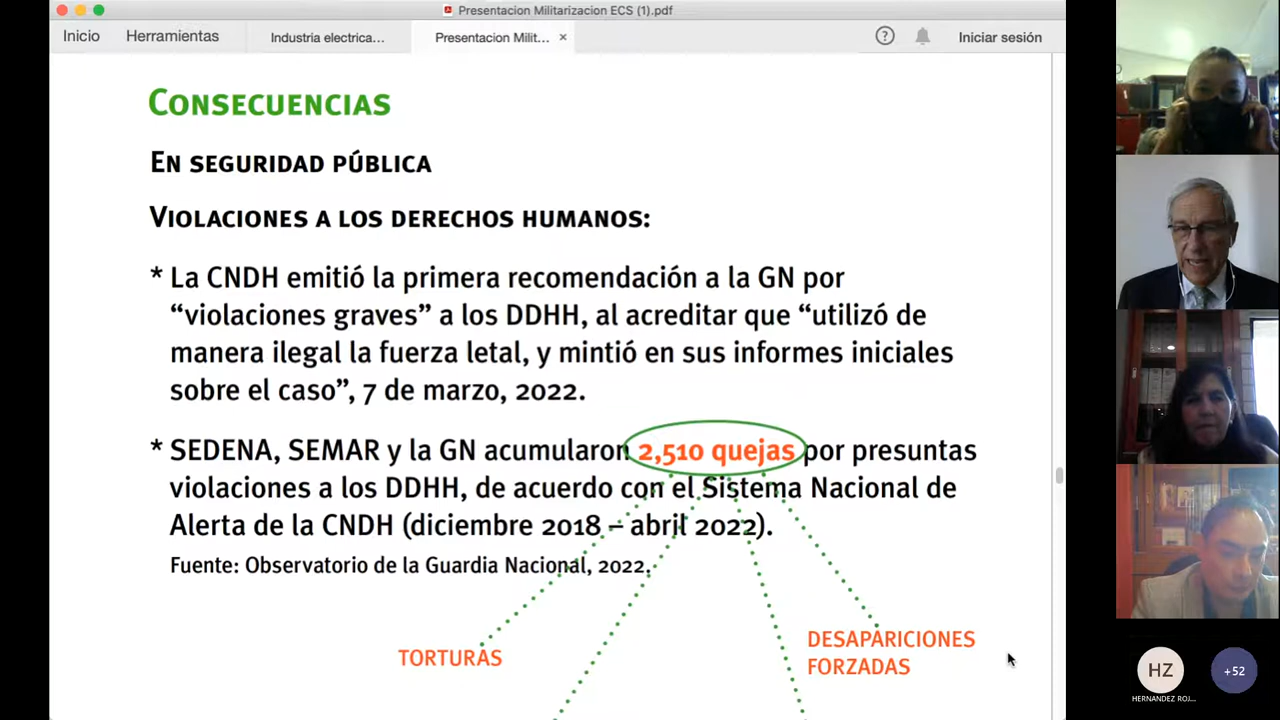 Presentacion Militarizacion ECS (1).pdf
Inicio
Herramientas
Industria electrica...
Presentacion Milit...
×
?
Iniciar sesión
CONSECUENCIAS
EN SEGURIDAD PÚBLICA
VIOLACIONES A LOS DERECHOS HUMANOS:
* La CNDH emitió la primera recomendación a la GN por
“violaciones graves” a los DDHH, al acreditar que “utilizó de
manera ilegal la fuerza letal, y mintió en sus informes iniciales
sobre el caso”, 7 de marzo, 2022.
* SEDENA, SEMAR y la GN acumularon 2,510 quejas por presuntas
violaciones a los DDHH, de acuerdo con el Sistema Nacional de
Alerta de la CNDH (diciembre 2018 – abril 2022).
Fuente: Observatorio de la Guardia Nacional, 2022.
TORTURAS
DESAPARICIONES
FORZADAS
HZ
+52
HERNANDEZ ROJ...